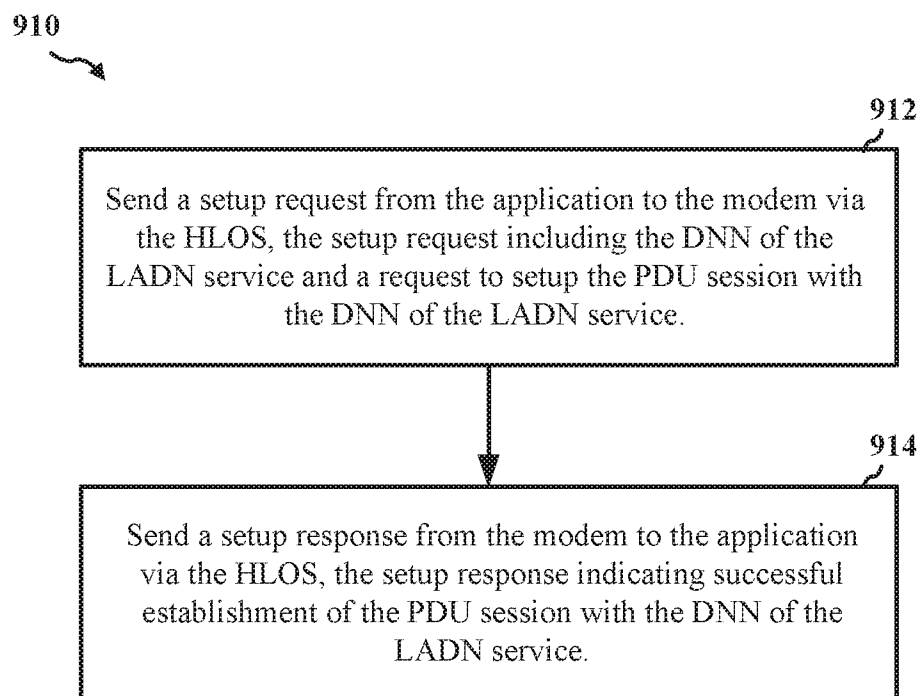 910
912
Send a setup request from the application to the modem via
the HLOS, the setup request including the DNN of the
LADN service and a request to setup the PDU session with
the DNN of the LADN service.
914
Send a setup response from the modem to the application
via the HLOS, the setup response indicating successful
establishment of the PDU session with the DNN of the
LADN service.